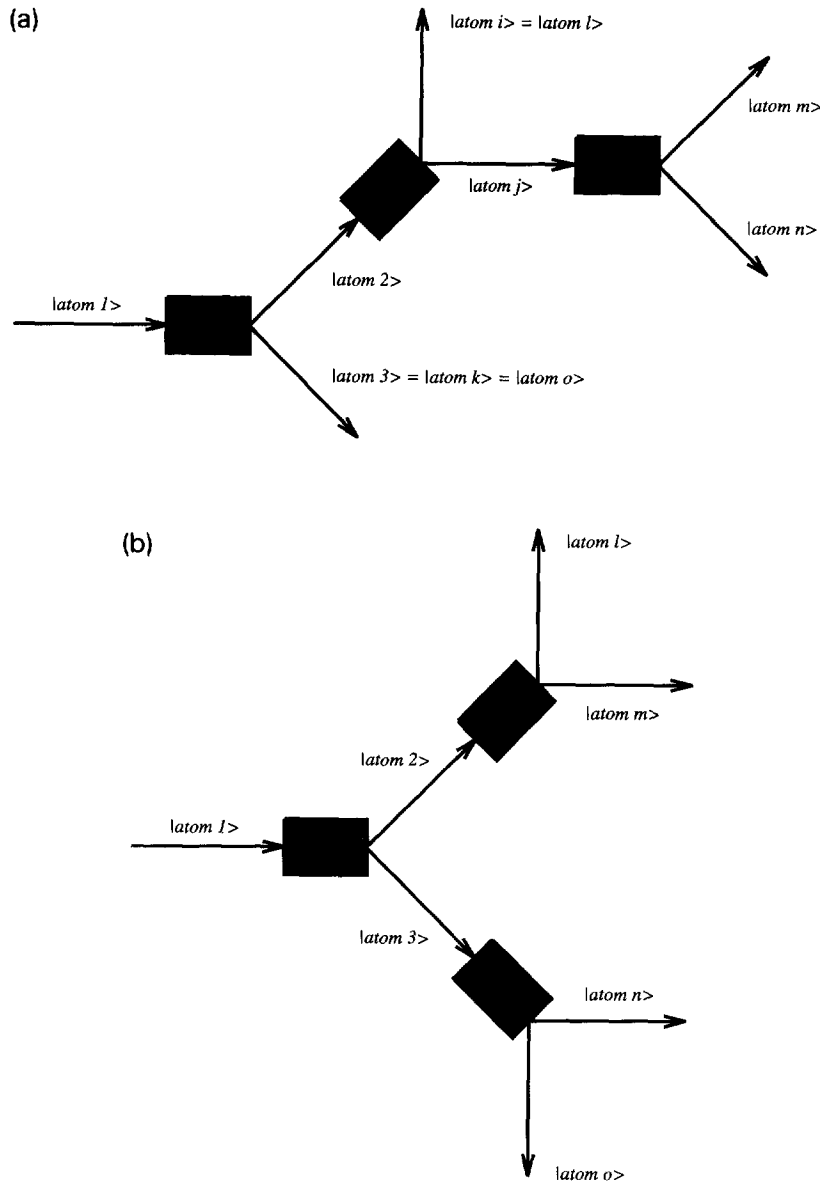 (a)
|atom i> = |atom l>
|atom m>
|atom j>
|atom n>
|atom 2>
|atom 1>
|atom 3> = |atom k> = |atom o>
(b)
|atom l>
|atom m>
|atom 2>
|atom 1>
|atom 3>
|atom n>
|atom o>